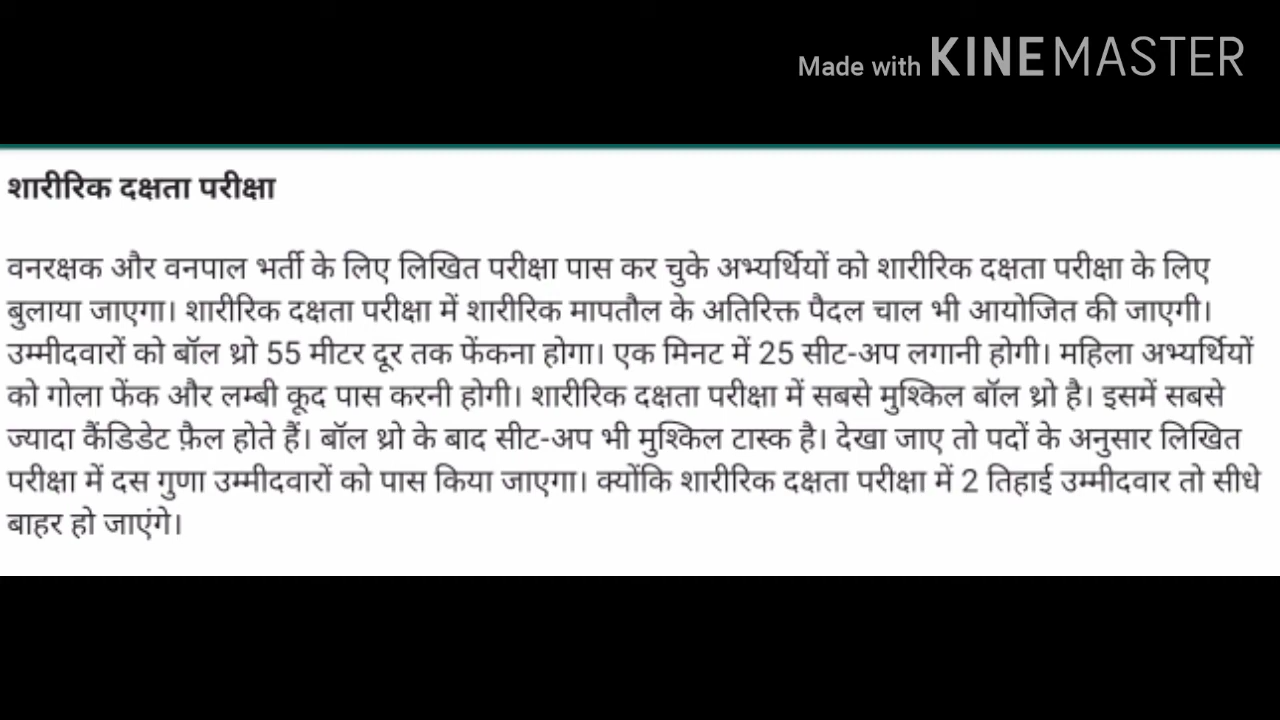 Made with KINEMASTER
शारीरिक दक्षता परीक्षा
वनरक्षक और वनपाल भर्ती के लिए लिखित परीक्षा पास कर चुके अभ्यर्थियों को शारीरिक दक्षता परीक्षा के लिए
बुलाया जाएगा। शारीरिक दक्षता परीक्षा में शारीरिक मापतौल के अतिरिक्त पैदल चाल भी आयोजित की जाएगी।
उम्मीदवारों को बॉल थ्रो 55 मीटर दूर तक फेंकना होगा। एक मिनट में 25 सीट-अप लगानी होगी। महिला अभ्यर्थियों
को गोला फेंक और लम्बी कूद पास करनी होगी। शारीरिक दक्षता परीक्षा में सबसे मुश्किल बॉल थ्रो है। इसमें सबसे
ज्यादा कैंडिडेट फ़ैल होते हैं। बॉल थ्रो के बाद सीट-अप भी मुश्किल टास्क है। देखा जाए तो पदों के अनुसार लिखित
परीक्षा में दस गुणा उम्मीदवारों को पास किया जाएगा। क्योंकि शारीरिक दक्षता परीक्षा में 2 तिहाई उम्मीदवार तो सीधे
बाहर हो जाएंगे।